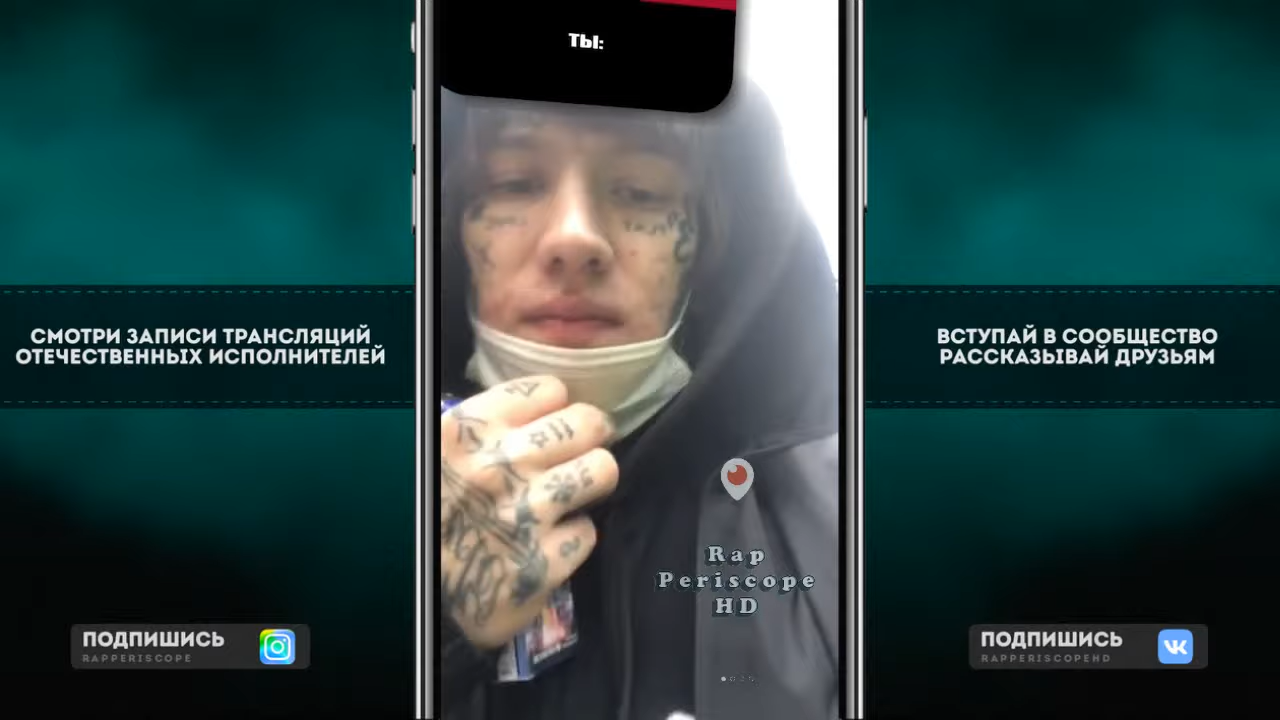 ТЫ:
СМОТРИ ЗАПИСИ ТРАНСЛЯЦИЙ
ОТЕЧЕСТВЕННЫХ ИСПОЛНИТЕЛЕЙ
ВСТУПАЙ В СООБЩЕСТВО
РАССКАЗЫВАЙ ДРУЗЬЯМ
Rap
Periscope
HD
ПОДПИШИСЬ
RAPPERISCOPE
ПОДПИШИСЬ
RAPPERISCOPEHD